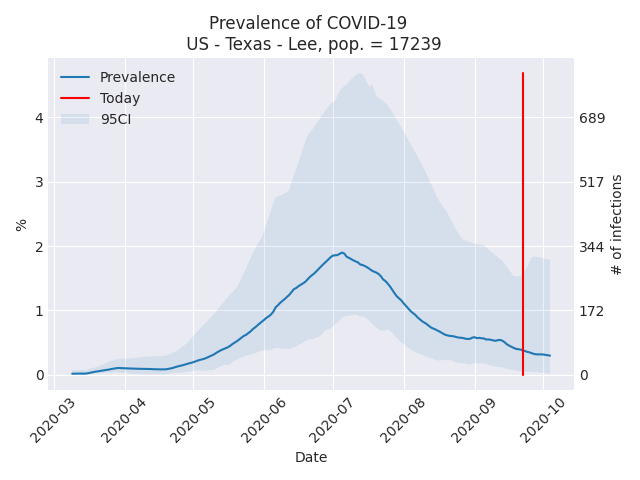 Prevalence of COVID-19
US - Texas - Lee, pop. = 17239
Prevalence
Today
95CI
%
4
3
2
1
0
689
517
344
172
0
# of infections
2020-03
2020-04
2020-05
2020-06
2020-07
2020-08
2020-09
2020-10
Date